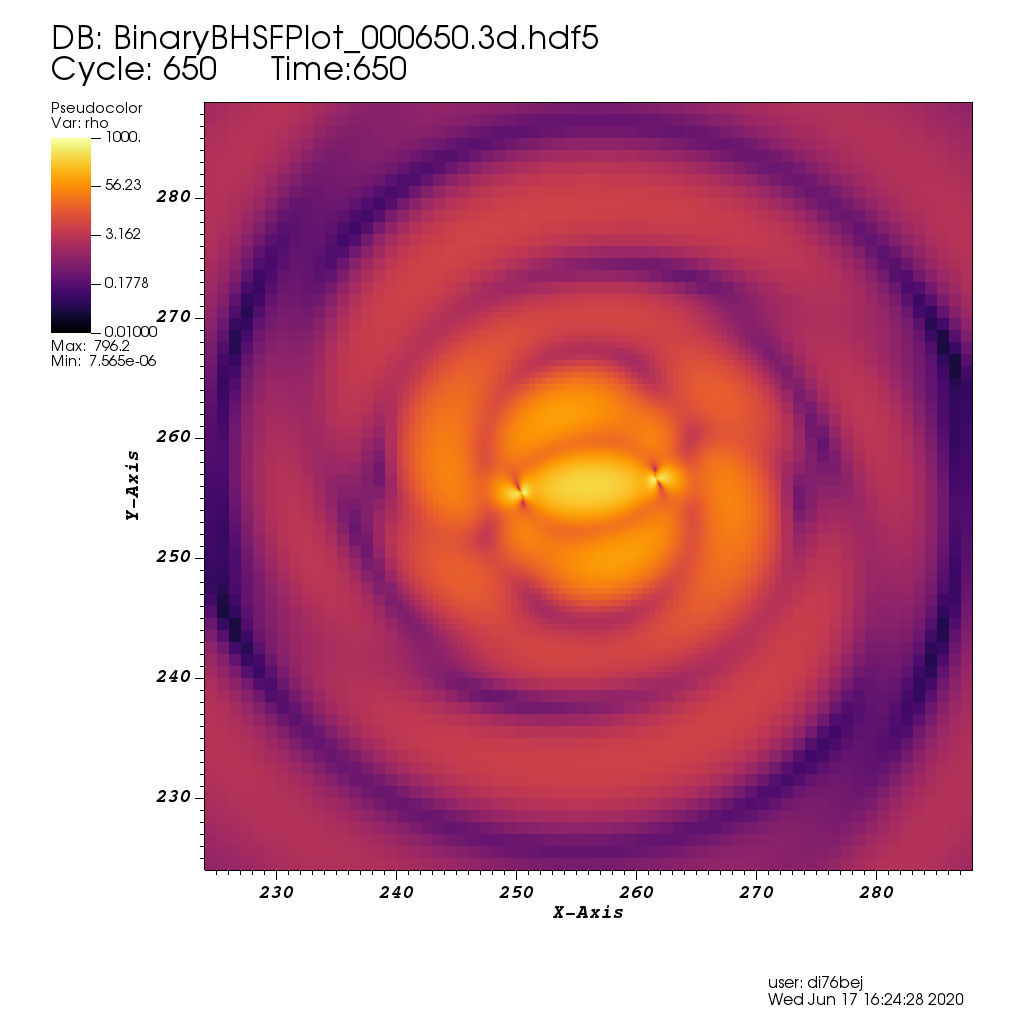 DB: BinaryBHSFPlot_000650.3d.hdf5
Cycle: 650 Time:650
Pseudocolor
Var: rho
1000.
56.23
3.162
0.1778
0.01000
Max: 796.2
Min: 7.565e-06
280
270
260
250
240
230
Y-Axis
230 240 250 260 270 280
X-Axis
user: di76bej
Wed Jun 17 16:24:28 2020